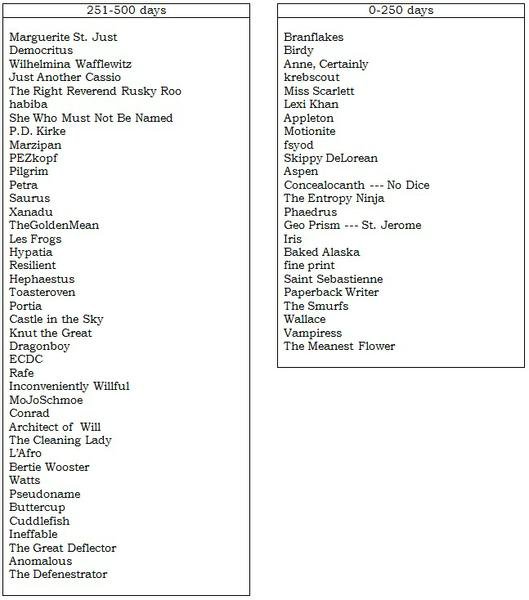 251-500 days
Marguerite St. Just
Democritus
Wilhelmina Wafflewitz
Just Another Cassio
The Right Reverend Rusky Roo
habiba
She Who Must Not Be Named
P.D. Kirke
Marzipan
PEZkopf
Pilgrim
Petra
Saurus
Xanadu
TheGoldenMean
Les Frogs
Hypatia
Resilient
Hephaestus
Toasteroven
Portia
Castle in the Sky
Knut the Great
Dragonboy
ECDC
Rafe
Inconveniently Willful
MoJoSchmoe
Conrad
Architect of  Will
The Cleaning Lady
L'Afro
Bertie Wooster
Watts
Pseudoname
Buttercup
Cuddlefish
Ineffable
The Great Deflector
Anomalous
The Defenestrator
0-250 days
Branflakes
Birdy
Anne, Certainly
krebscout
Miss Scarlett
Lexi Khan
Appleton
Motionite
fsyod
Skippy DeLorean
Aspen
Concealocanth --- No Dice
The Entropy Ninja
Phaedrus
Geo Prism --- St. Jerome
Iris
Baked Alaska
fine print
Saint Sebastienne
Paperback Writer
The Smurfs
Wallace
Vampiress
The Meanest Flower